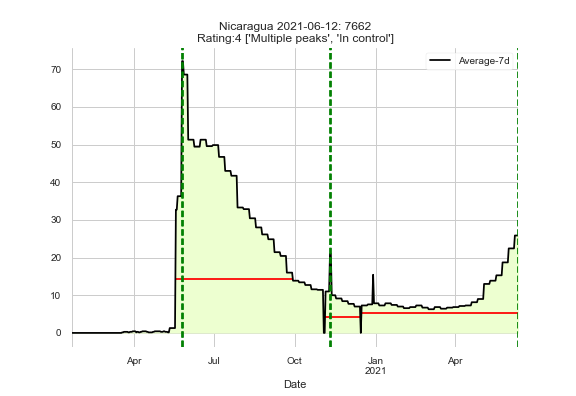 Nicaragua 2021-06-12: 7662
Rating:4 ['Multiple peaks', 'In control']
Average-7d
70
60
50
40
30
20
10
0
Apr
Jul
Oct
Jan
2021
Apr
Date